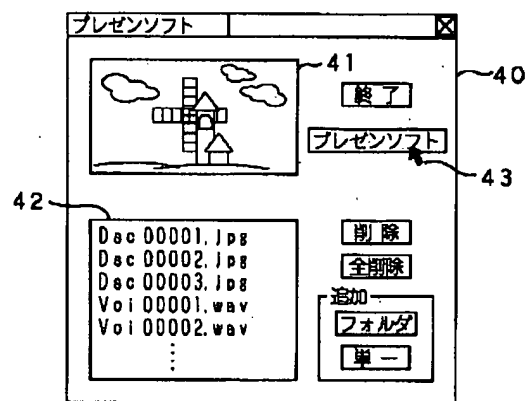 プレゼンソフト
41
40
終了
プレゼンソフト
43
42
Dsc00001.jpg
Dsc00002.jpg
Dsc00003.jpg
Voi00001.wav
Voi00002.wav
削除
全削除
追加
フォルダ
単一